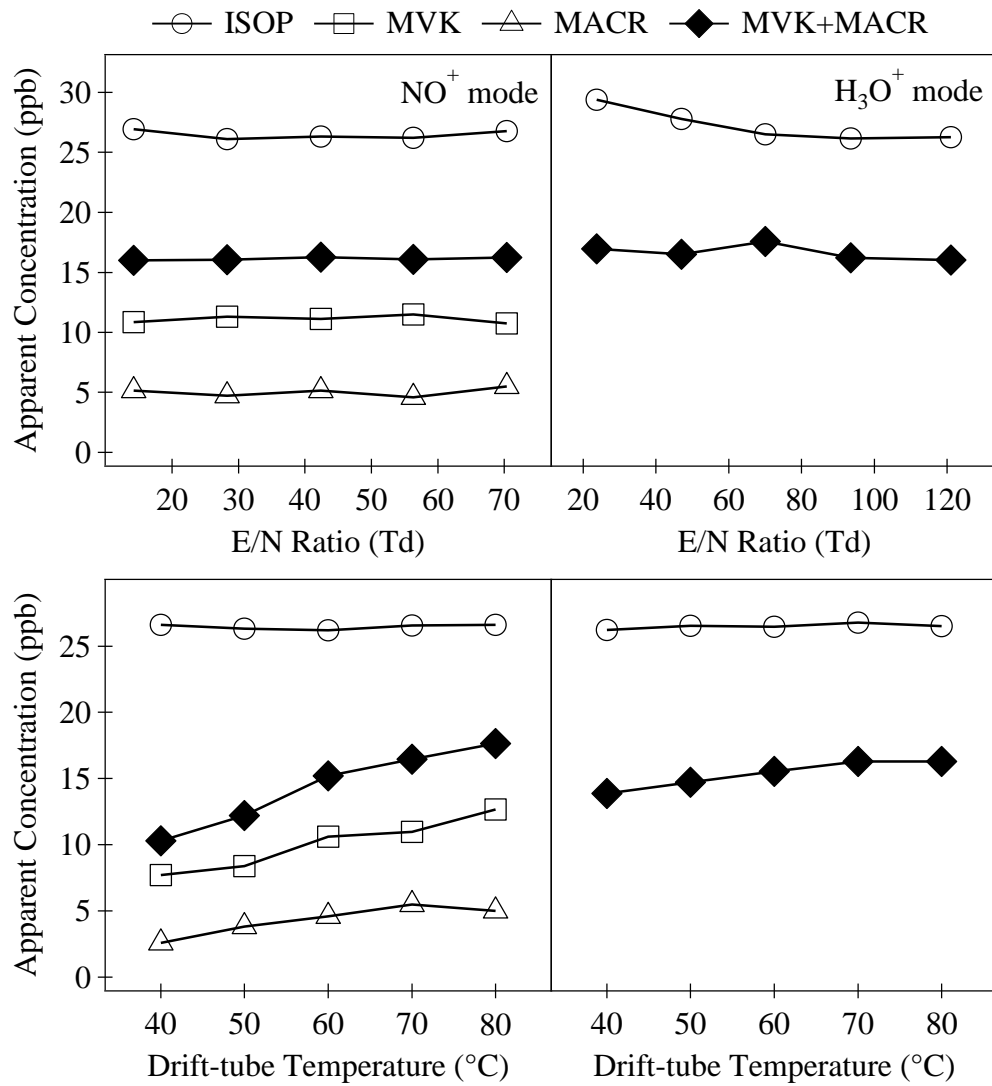 ISOP MVK MACR MVK+MACR
Apparent Concentration (ppb)
30
25
20
15
10
5
0
NO⁺ mode
H₃O⁺ mode
20 30 40 50 60 70
20 40 60 80 100 120
E/N Ratio (Td)
E/N Ratio (Td)
Apparent Concentration (ppb)
25
20
15
10
5
0
40 50 60 70 80
40 50 60 70 80
Drift-tube Temperature (°C)
Drift-tube Temperature (°C)